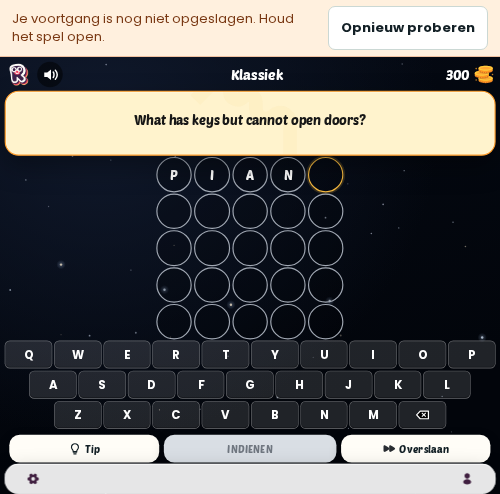 Je voortgang is nog niet opgeslagen. Houd
het spel open.
Opnieuw proberen
Klassiek
300
What has keys but cannot open doors?
P I A N
Q W E R T Y U I O P
A S D F G H J K L
Z X C V B N M
Tip
INDIENEN
Overslaan